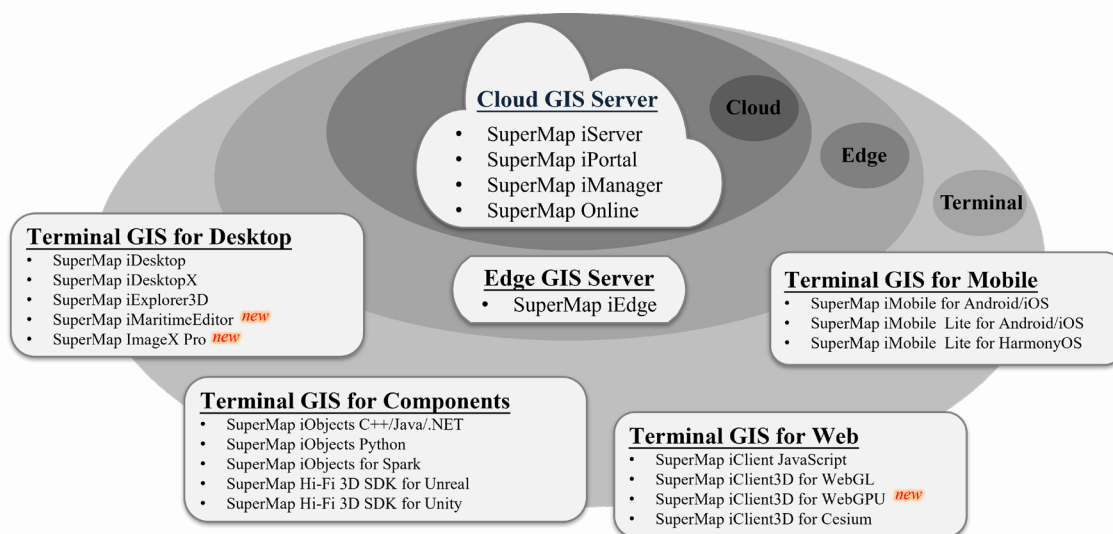 Cloud GIS Server
• SuperMap iServer
• SuperMap iPortal
• SuperMap iManager
• SuperMap Online
Cloud
Edge
Terminal
Terminal GIS for Desktop
• SuperMap iDesktop
• SuperMap iDesktopX
• SuperMap iExplorer3D
• SuperMap iMaritimeEditor new
• SuperMap ImageX Pro new
Edge GIS Server
• SuperMap iEdge
Terminal GIS for Mobile
• SuperMap iMobile for Android/iOS
• SuperMap iMobile Lite for Android/iOS
• SuperMap iMobile Lite for HarmonyOS
Terminal GIS for Components
• SuperMap iObjects C++/Java/.NET
• SuperMap iObjects Python
• SuperMap iObjects for Spark
• SuperMap Hi-Fi 3D SDK for Unreal
• SuperMap Hi-Fi 3D SDK for Unity
Terminal GIS for Web
• SuperMap iClient JavaScript
• SuperMap iClient3D for WebGL
• SuperMap iClient3D for WebGPU new
• SuperMap iClient3D for Cesium